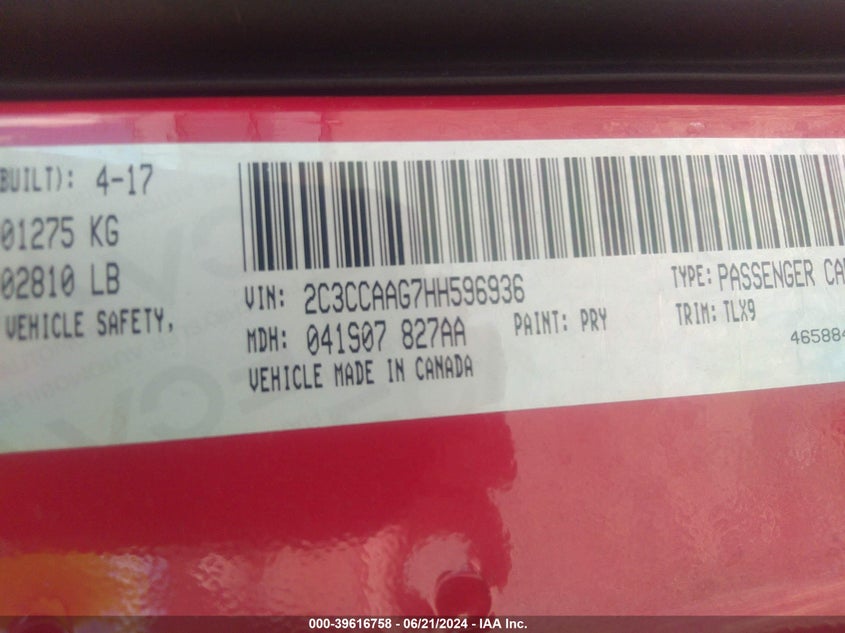 BUILT): 4-17
01275 KG
02810 LB
VEHICLE SAFETY,
VIN: 2C3CCAAG7HH596936
TYPE: PASSENGER CA
MDH: 041507 827AA
PAINT: PRY
TRIM: TLX9
VEHICLE MADE IN CANADA
46588
000-39616758 - 06/21/2024 - IAA Inc.